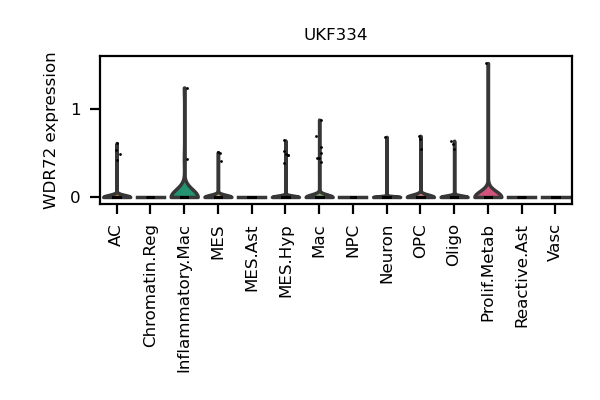 UKF334
WDR72 expression
1
0
AC
Chromatin.Reg
Inflammatory.Mac
MES
MES.Ast
MES.Hyp
Mac
NPC
Neuron
OPC
Oligo
Prolif.Metab
Reactive.Ast
Vasc